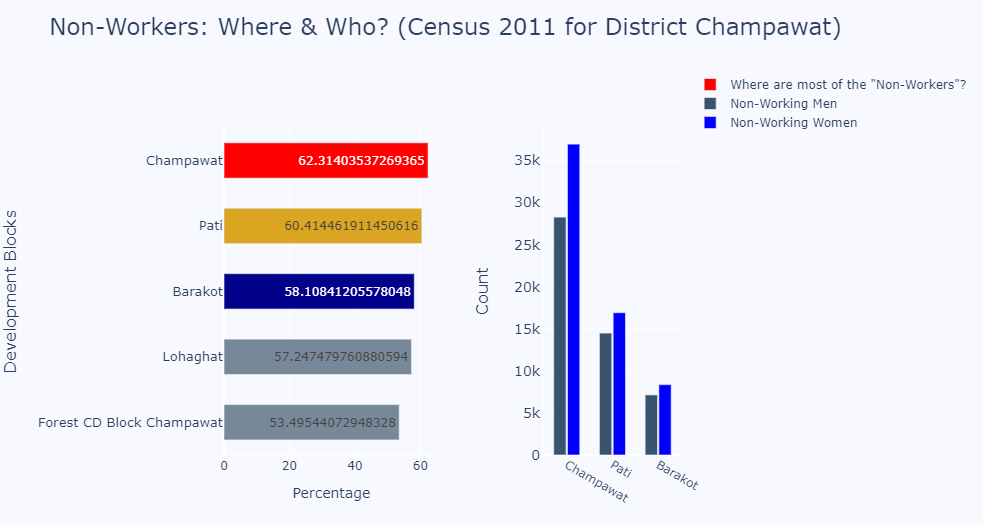 Non-Workers: Where & Who? (Census 2011 for District Champawat)
Where are most of the "Non-Workers"?
Non-Working Men
Non-Working Women
Development Blocks
Champawat
62.31403537269365
Pati
60.414461911450616
Barakot
58.10841205578048
Lohaghat
57.247479760880594
Forest CD Block Champawat
53.49544072948328
0 20 40 60
Percentage
Count
35k
30k
25k
20k
15k
10k
5k
0
Champawat
Pati
Barakot